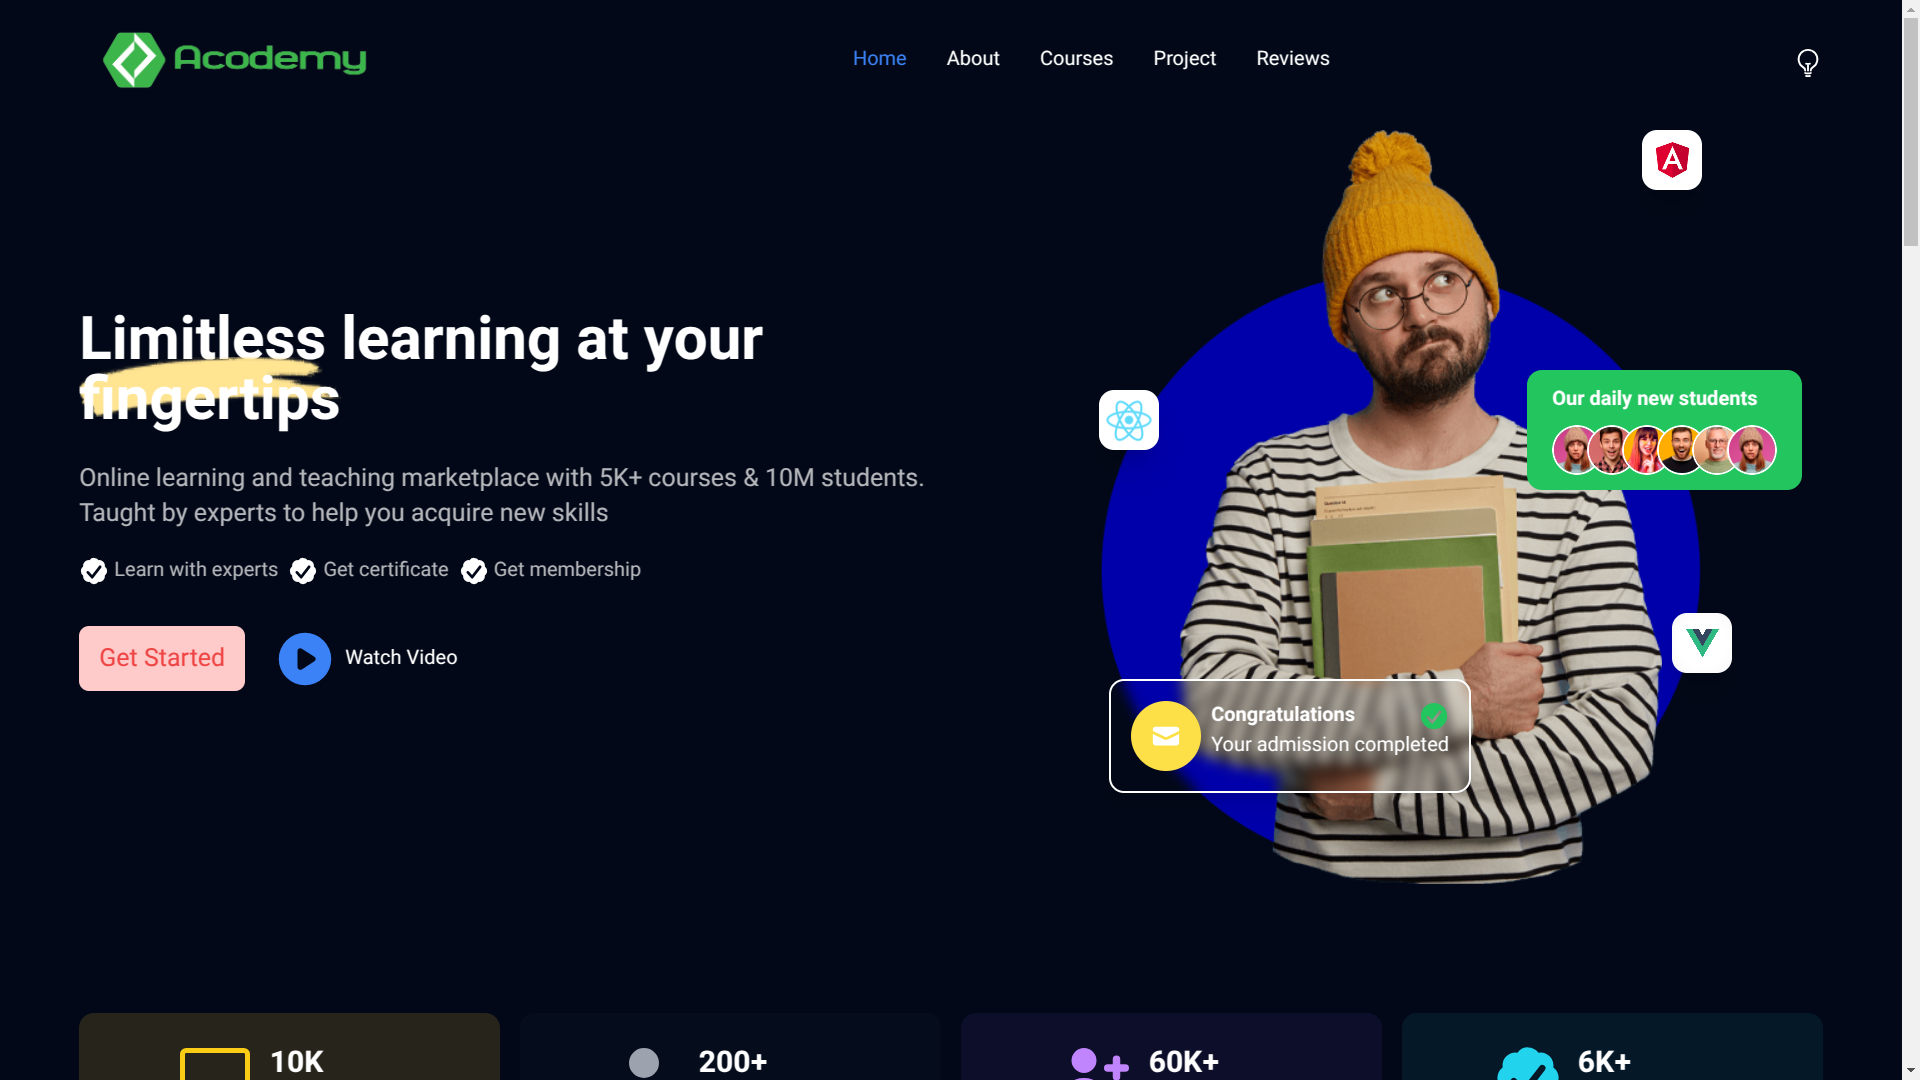 Acodemy
Home
About
Courses
Project
Reviews
Limitless learning at your
fingertips
Online learning and teaching marketplace with 5K+ courses & 10M students.
Taught by experts to help you acquire new skills
Learn with experts
Get certificate
Get membership
Get Started
Watch Video
Our daily new students
Congratulations
Your admission completed
10K
200+
60K+
6K+